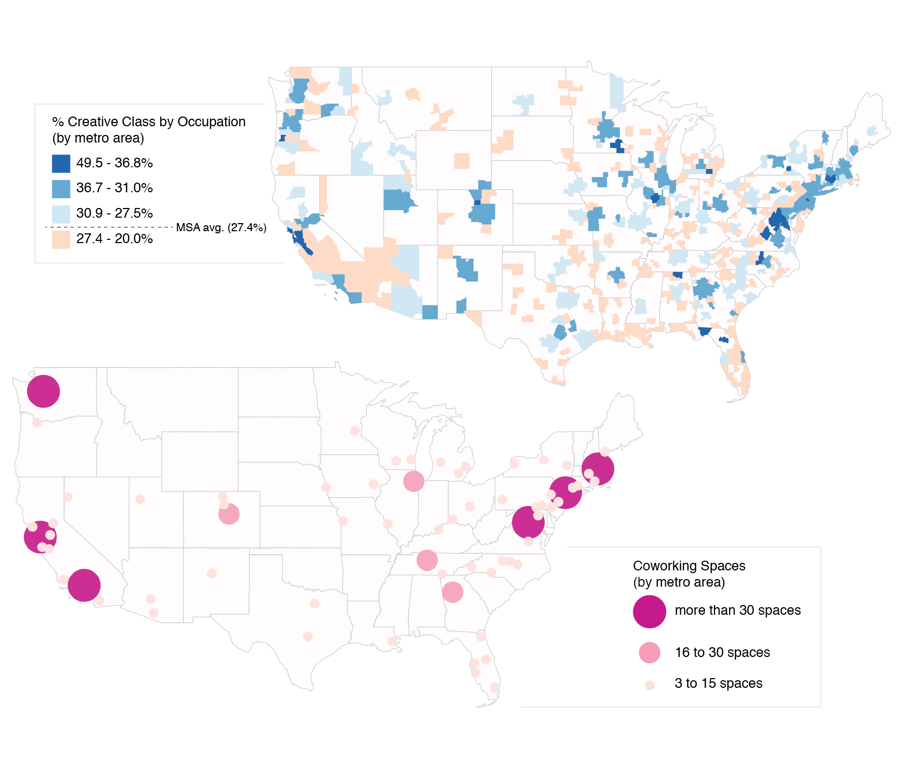 % Creative Class by Occupation
(by metro area)
49.5 - 36.8%
36.7 - 31.0%
30.9 - 27.5%
MSA avg. (27.4%)
27.4 - 20.0%
Coworking Spaces
(by metro area)
more than 30 spaces
16 to 30 spaces
3 to 15 spaces